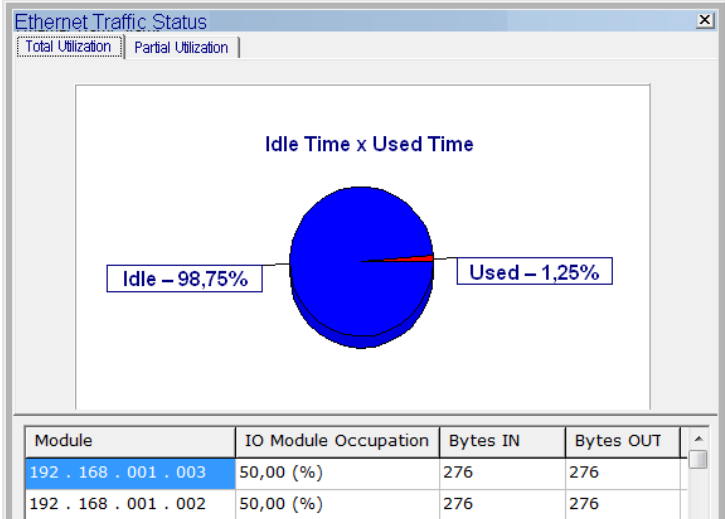 Ethernet Traffic Status
Total Utilization Partial Utilization
Idle Time x Used Time
Idle – 98,75%
Used – 1,25%
Module IO Module Occupation Bytes IN Bytes OUT
192 . 168 . 001 . 003 50,00 (%) 276 276
192 . 168 . 001 . 002 50,00 (%) 276 276